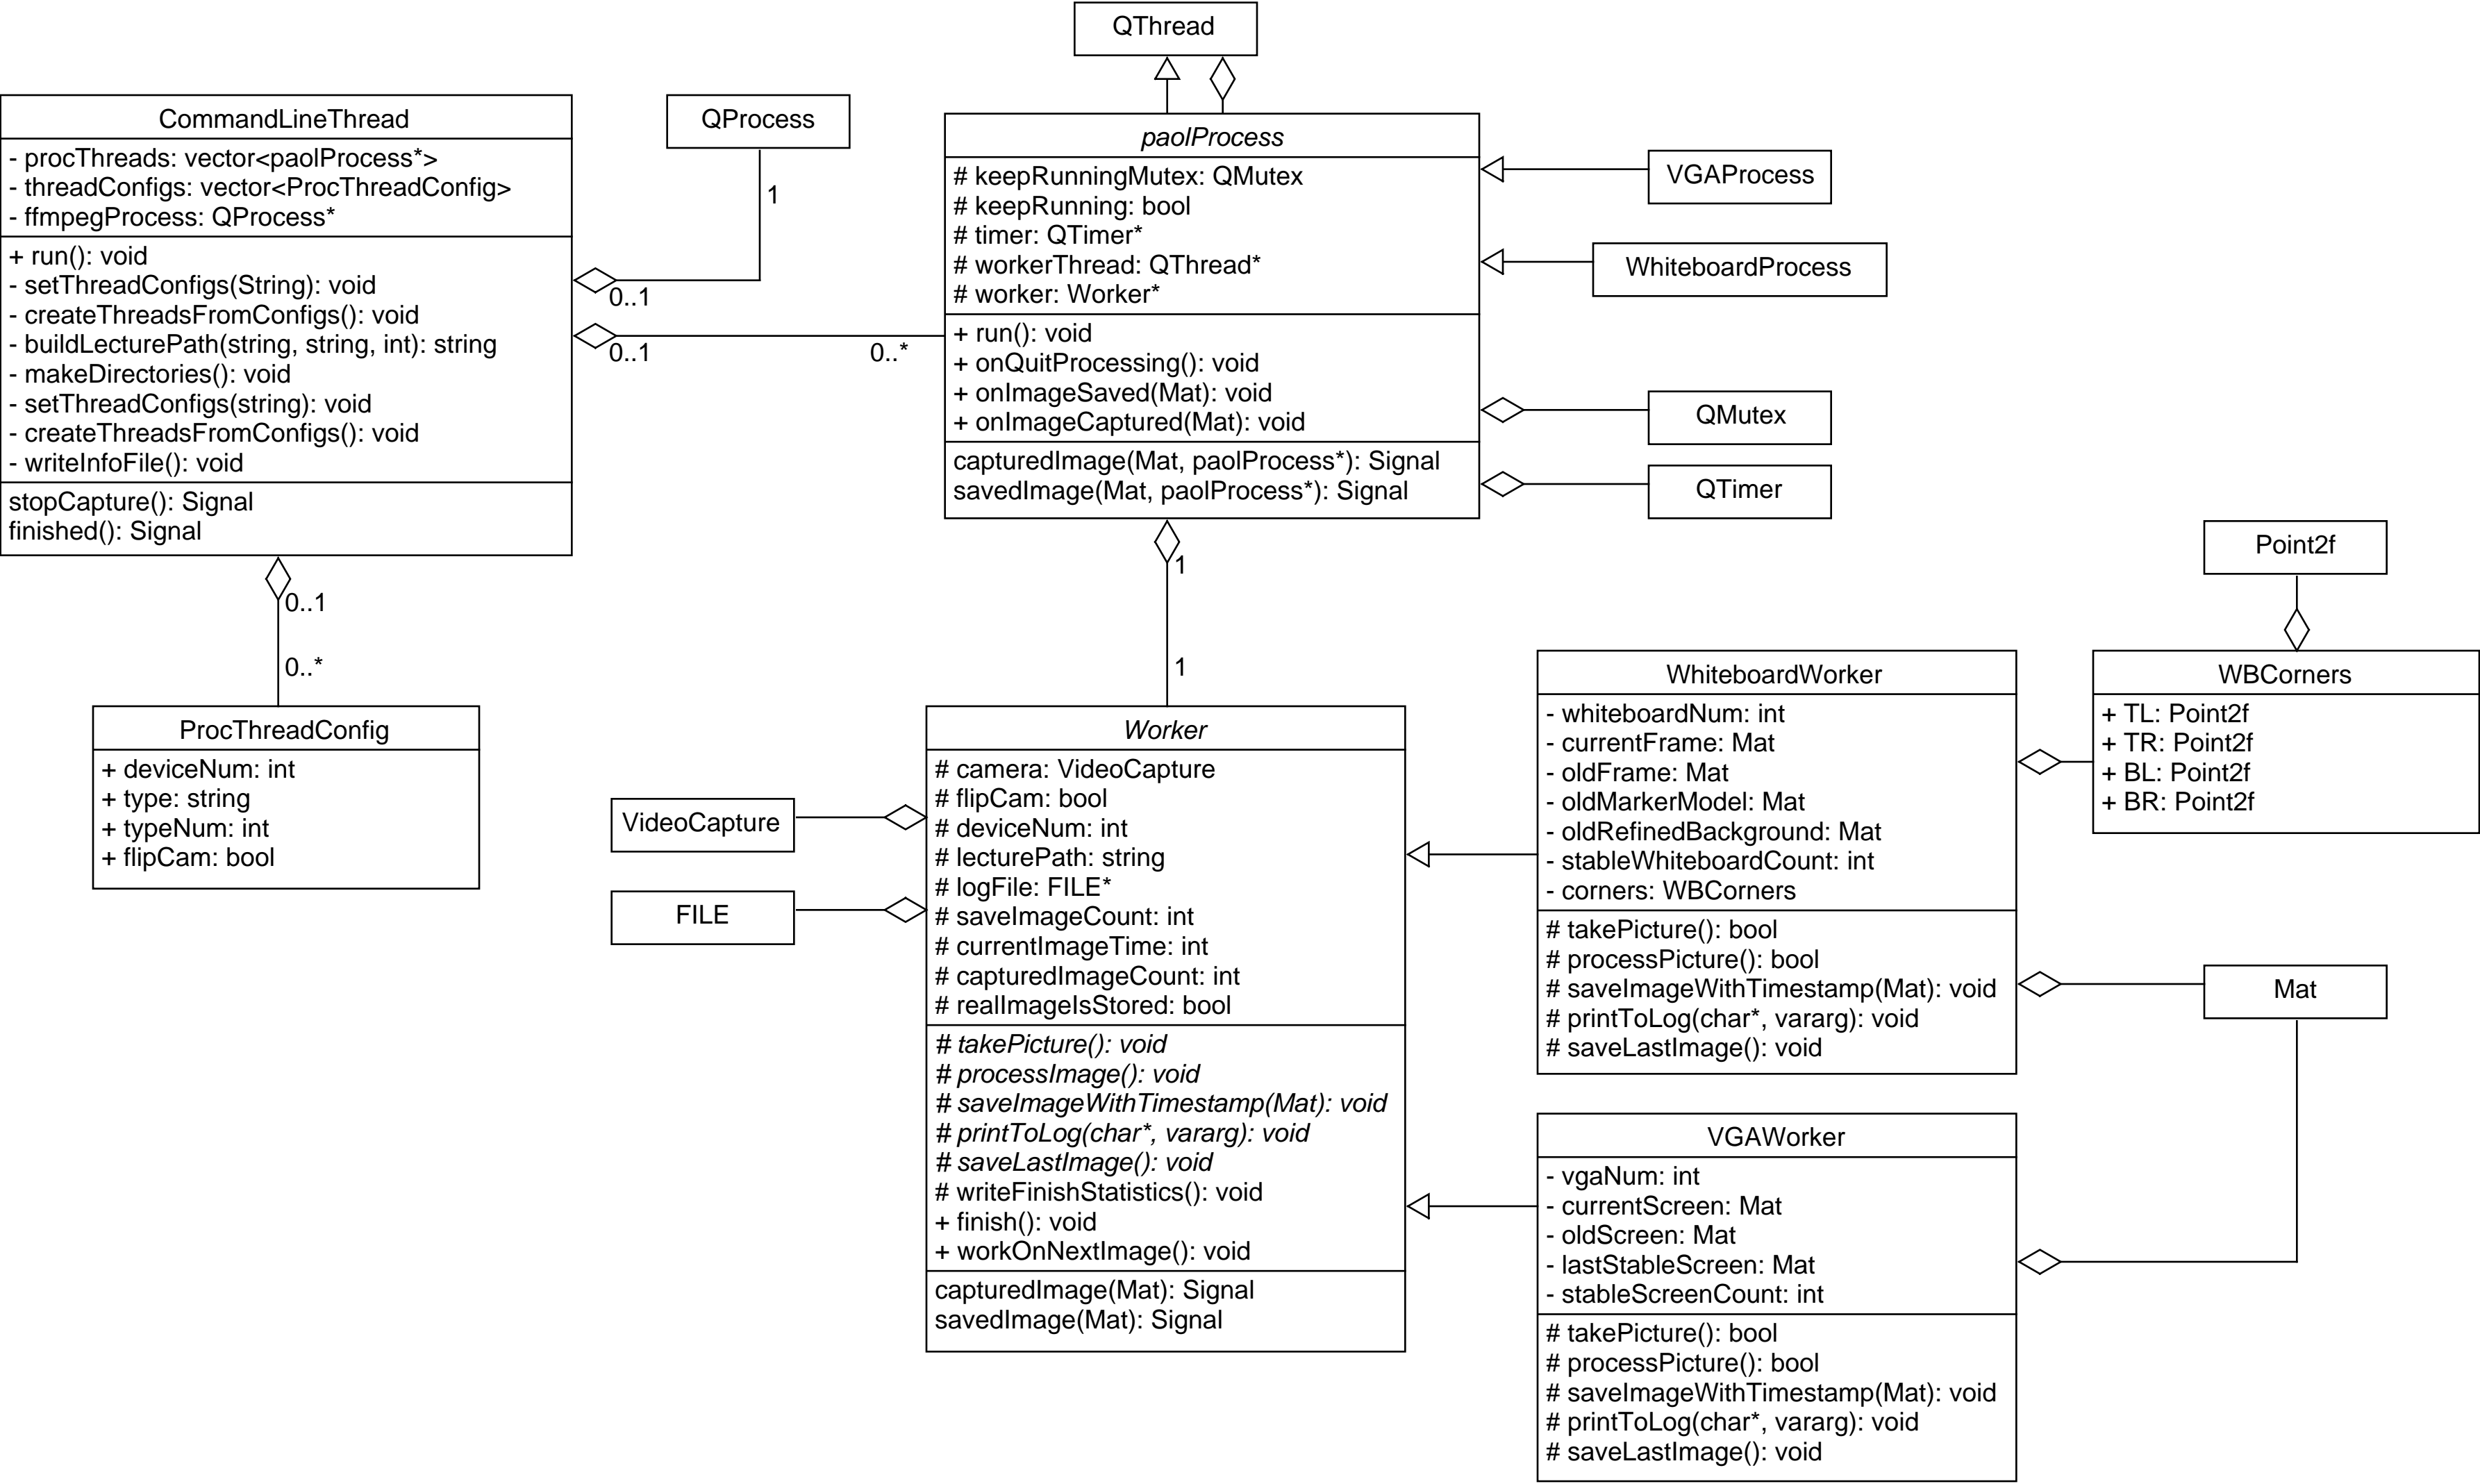 QThread
CommandLineThread
- procThreads: vector<paolProcess*>
- threadConfigs: vector<ProcThreadConfig>
- ffmpegProcess: QProcess*
+ run(): void
- setThreadConfigs(String): void
- createThreadsFromConfigs(): void
- buildLecturePath(string, string, int): string
- makeDirectories(): void
- setThreadConfigs(string): void
- createThreadsFromConfigs(): void
- writeInfoFile(): void
stopCapture(): Signal
finished(): Signal
QProcess
1
0..1
0..1
0..*
paolProcess
# keepRunningMutex: QMutex
# keepRunning: bool
# timer: QTimer*
# workerThread: QThread*
# worker: Worker*
+ run(): void
+ onQuitProcessing(): void
+ onImageSaved(Mat): void
+ onImageCaptured(Mat): void
capturedImage(Mat, paolProcess*): Signal
savedImage(Mat, paolProcess*): Signal
VGAProcess
WhiteboardProcess
QMutex
QTimer
0..1
0..*
ProcThreadConfig
+ deviceNum: int
+ type: string
+ typeNum: int
+ flipCam: bool
1
1
VideoCapture
FILE
Worker
# camera: VideoCapture
# flipCam: bool
# deviceNum: int
# lecturePath: string
# logFile: FILE*
# saveImageCount: int
# currentImageTime: int
# capturedImageCount: int
# realImageIsStored: bool
# takePicture(): void
# processImage(): void
# saveImageWithTimestamp(Mat): void
# printToLog(char*, vararg): void
# saveLastImage(): void
# writeFinishStatistics(): void
+ finish(): void
+ workOnNextImage(): void
capturedImage(Mat): Signal
savedImage(Mat): Signal
WhiteboardWorker
- whiteboardNum: int
- currentFrame: Mat
- oldFrame: Mat
- oldMarkerModel: Mat
- oldRefinedBackground: Mat
- stableWhiteboardCount: int
- corners: WBCorners
# takePicture(): bool
# processPicture(): bool
# saveImageWithTimestamp(Mat): void
# printToLog(char*, vararg): void
# saveLastImage(): void
Point2f
WBCorners
+ TL: Point2f
+ TR: Point2f
+ BL: Point2f
+ BR: Point2f
Mat
VGAWorker
- vgaNum: int
- currentScreen: Mat
- oldScreen: Mat
- lastStableScreen: Mat
- stableScreenCount: int
# takePicture(): bool
# processPicture(): bool
# saveImageWithTimestamp(Mat): void
# printToLog(char*, vararg): void
# saveLastImage(): void